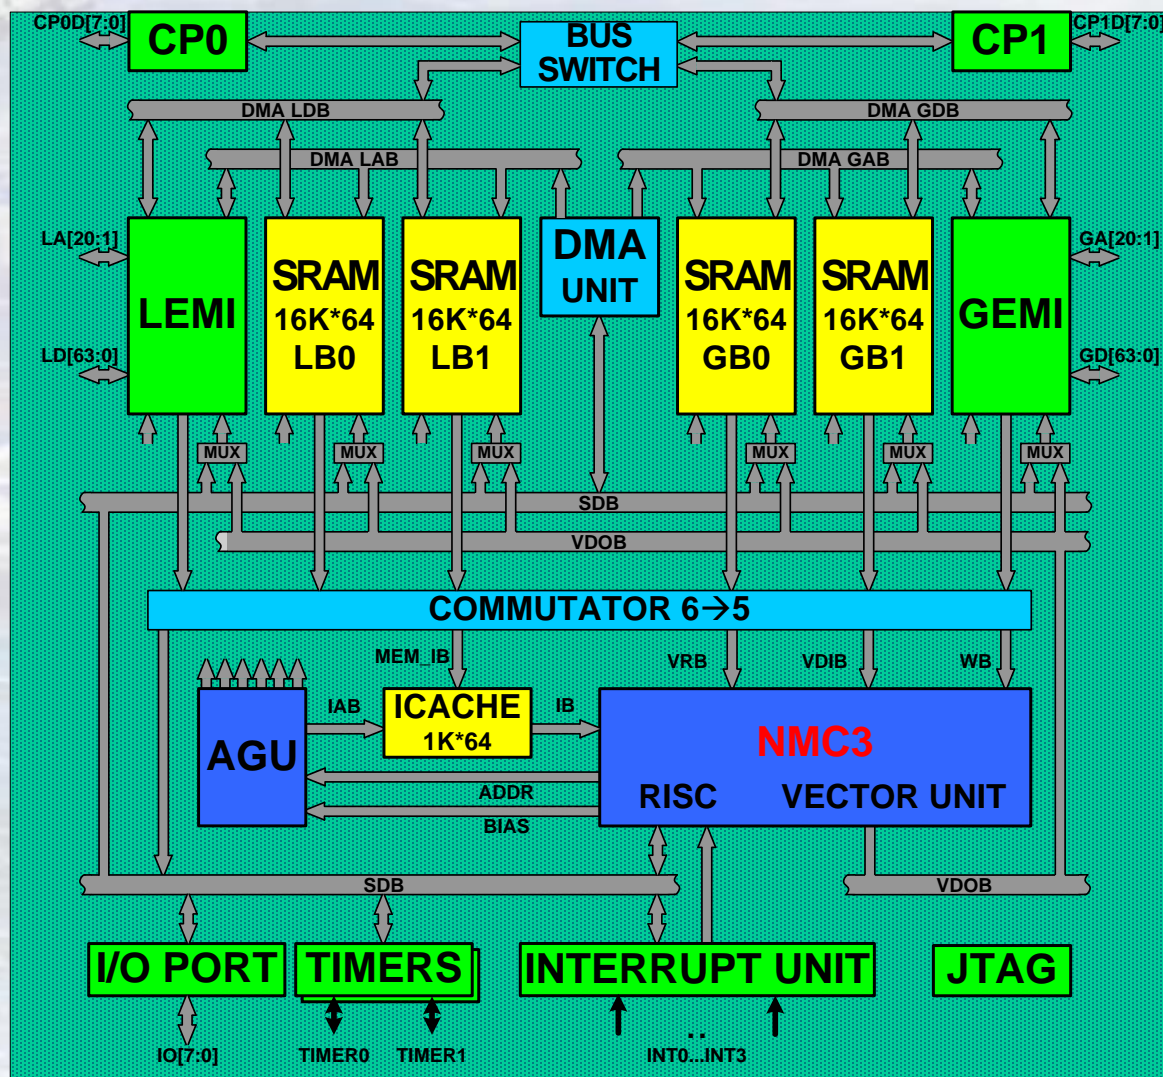 CP0D[7:0]
CP0
BUS
SWITCH
CP1
CP1D[7:0]
DMA LDB
DMA GDB
DMA LAB
DMA GAB
LA[20:1]
LD[63:0]
LEMI
SRAM
16K*64
LB0
SRAM
16K*64
LB1
DMA
UNIT
SRAM
16K*64
GB0
SRAM
16K*64
GB1
GEMI
GA[20:1]
GD[63:0]
MUX
MUX
MUX
MUX
MUX
MUX
SDB
VDOB
COMMUTATOR 6→5
MEM_IB
VRB
VDIB
WB
AGU
IAB
ICACHE
1K*64
IB
NMC3
RISC
VECTOR UNIT
ADDR
BIAS
SDB
VDOB
I/O PORT
TIMERS
INTERRUPT UNIT
JTAG
IO[7:0]
TIMER0
TIMER1
..
INT0...INT3